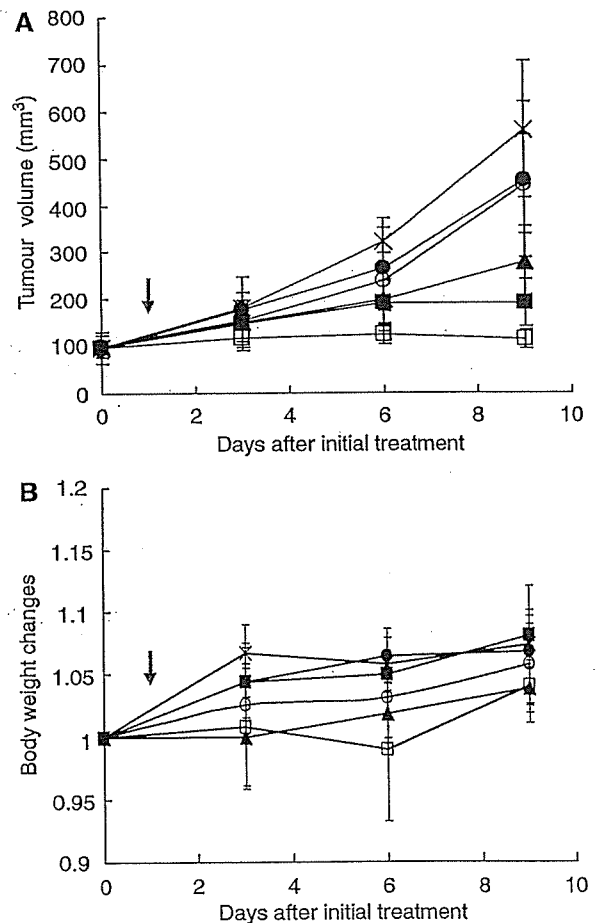 A
800
700
600
500
400
300
200
100
0
Tumour volume (mm³)
0 2 4 6 8 10
Days after initial treatment
B
1.2
1.15
1.1
1.05
1
0.95
0.9
Body weight changes
0 2 4 6 8 10
Days after initial treatment